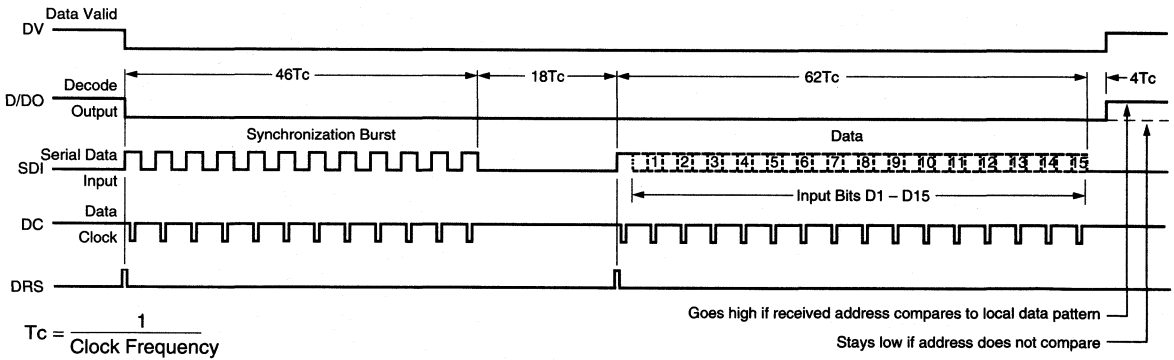 Data Valid
DV
46Tc
18Tc
62Tc
4Tc
Decode
D/DO
Output
Synchronization Burst
Data
Serial Data
SDI
Input
1 2 3 4 5 6 7 8 9 10 11 12 13 14 15
Input Bits D1 – D15
Data
DC
Clock
DRS
Goes high if received address compares to local data pattern
Stays low if address does not compare
Tc = 1
Clock Frequency